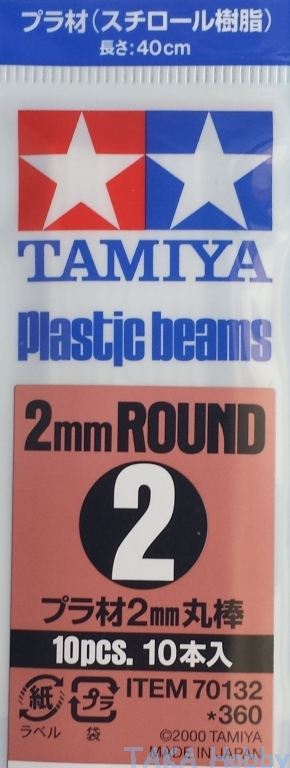 プラ材（スチロール樹脂）
長さ：40cm
TAMIYA
Plastic beams
2mm ROUND
2
プラ材2mm丸棒
10pcs. 10本入
紙 プラ ITEM 70132
ラベル 袋 *360
©2000 TAMIYA
MADE IN JAPAN
TAKA Hobby